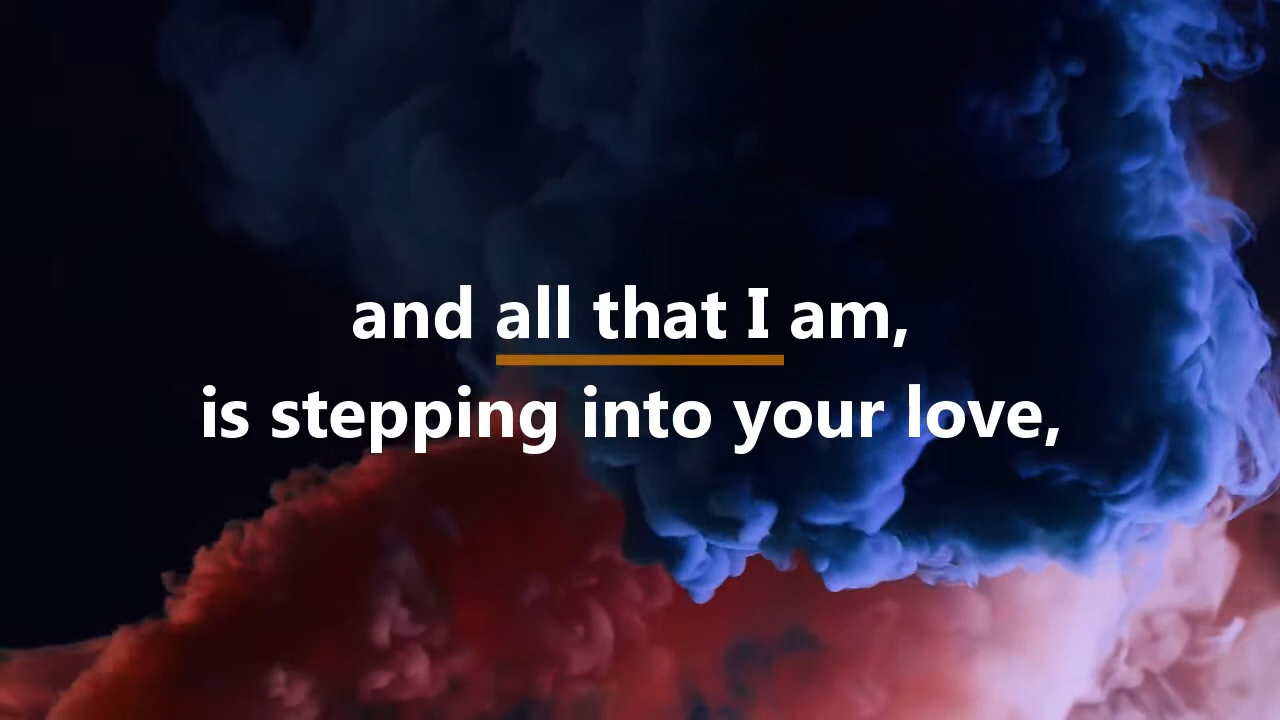 and all that I am,
is stepping into your love,